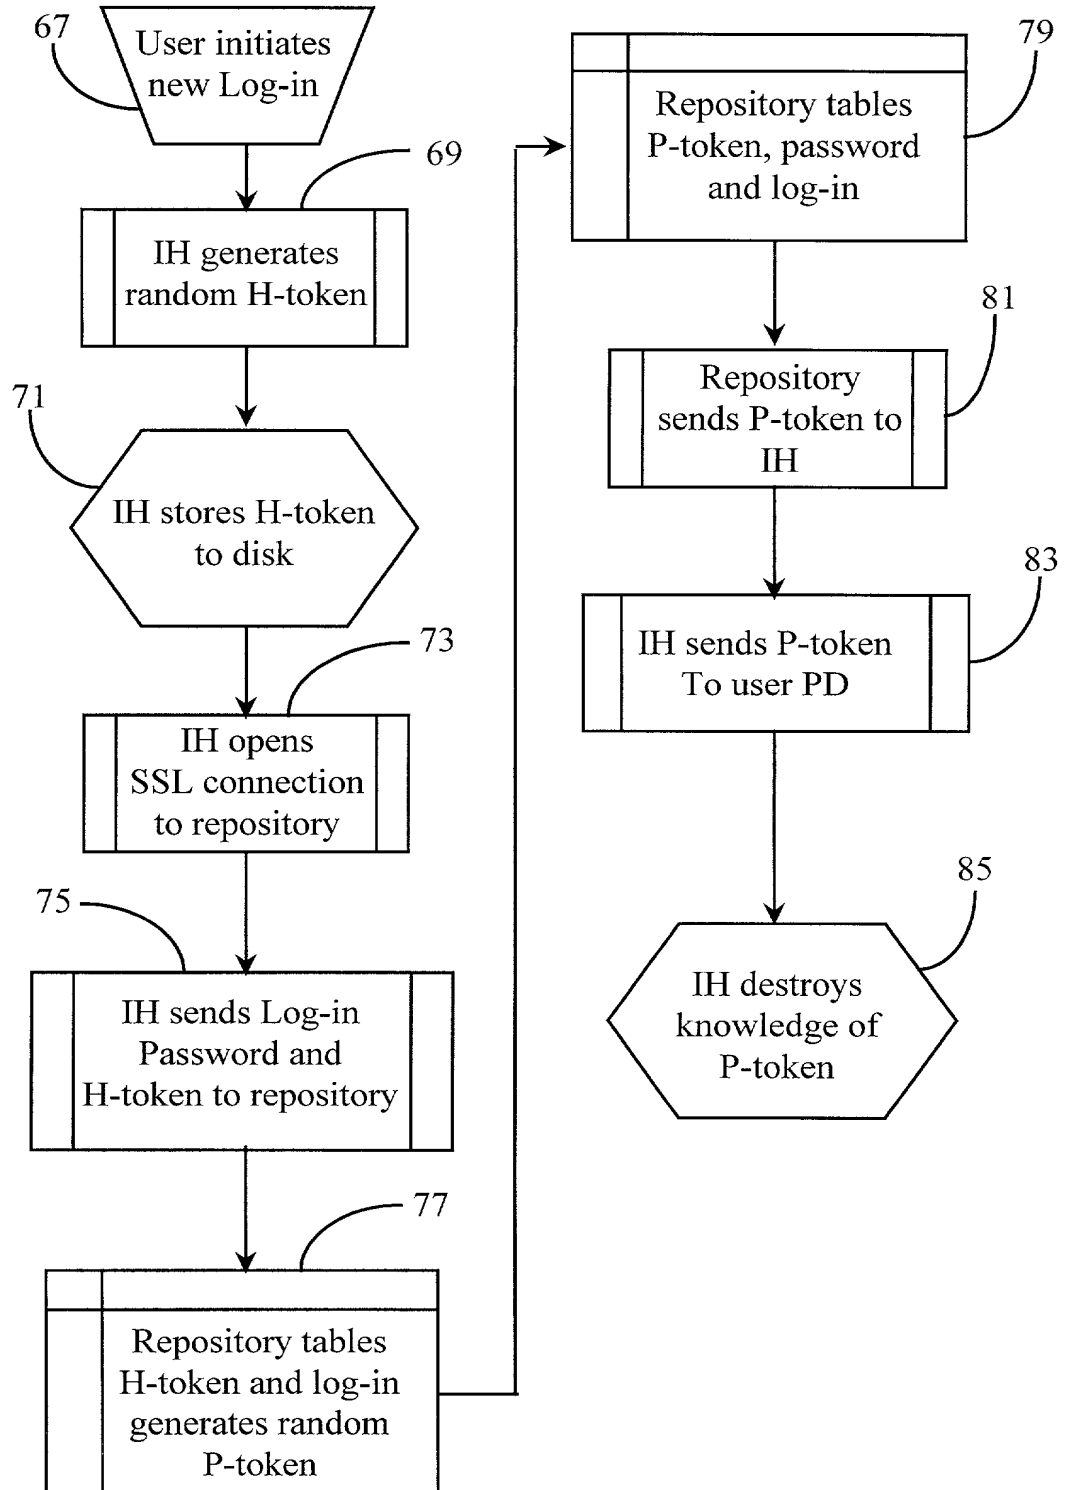 67
User initiates
new Log-in
69
IH generates
random H-token
71
IH stores H-token
to disk
73
IH opens
SSL connection
to repository
75
IH sends Log-in
Password and
H-token to repository
77
Repository tables
H-token and log-in
generates random
P-token
79
Repository tables
P-token, password
and log-in
81
Repository
sends P-token to
IH
83
IH sends P-token
To user PD
85
IH destroys
knowledge of
P-token